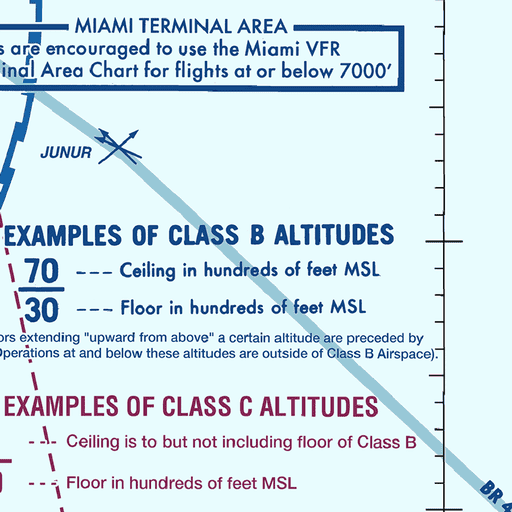 MIAMI TERMINAL AREA
are encouraged to use the Miami VFR
Area Chart for flights at or below 7000'
JUNUR
EXAMPLES OF CLASS B ALTITUDES
70 --- Ceiling in hundreds of feet MSL
30 --- Floor in hundreds of feet MSL
extending "upward from above" a certain altitude are preceded by
Operations at and below these altitudes are outside of Class B Airspace).
EXAMPLES OF CLASS C ALTITUDES
--- Ceiling is to but not including floor of Class B
--- Floor in hundreds of feet MSL
BR